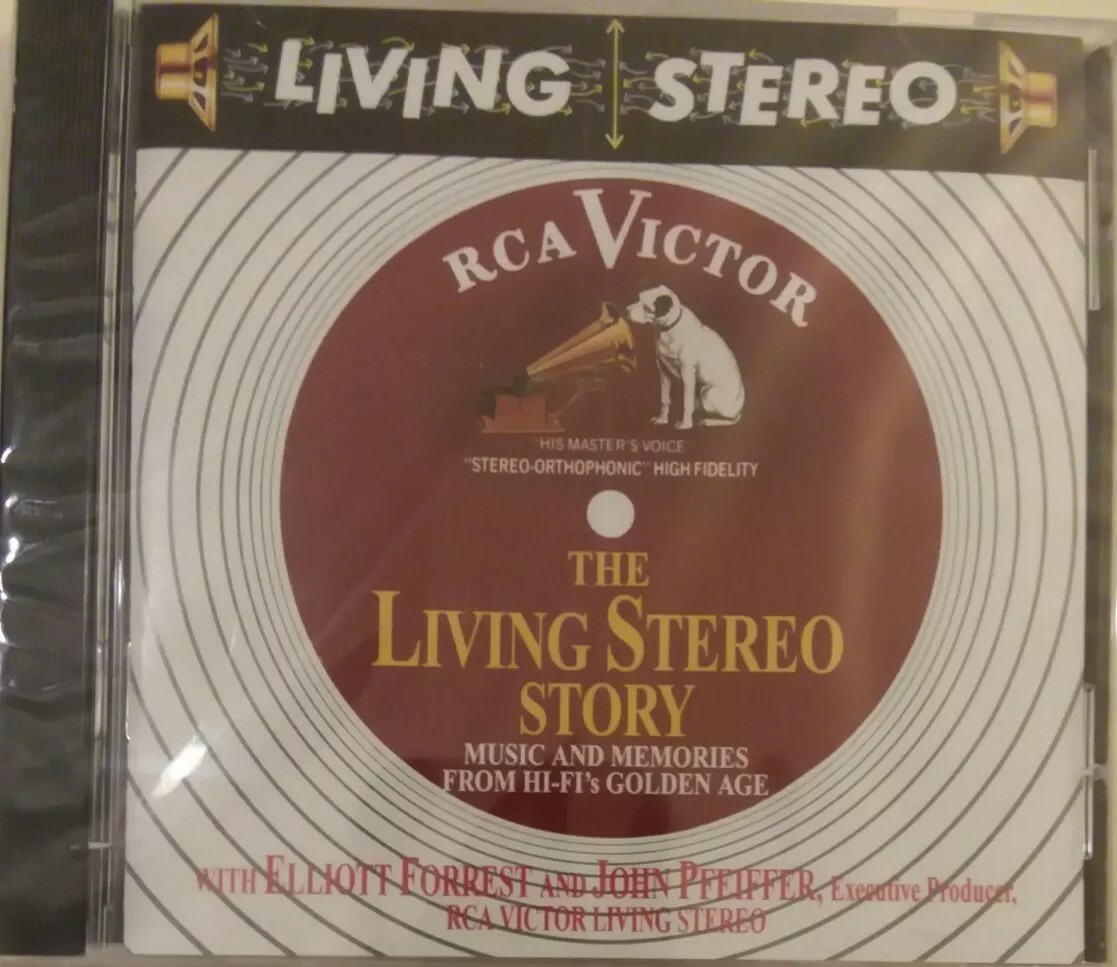 LIVING STEREO
RCA VICTOR
"HIS MASTER'S VOICE"
"STEREO-ORTHOPHONIC" HIGH FIDELITY
THE
LIVING STEREO
STORY
MUSIC AND MEMORIES
FROM HI-FI's GOLDEN AGE
WITH ELLIOTT FORREST AND JOHN PFEIFFER, Executive Producer,
RCA VICTOR LIVING STEREO